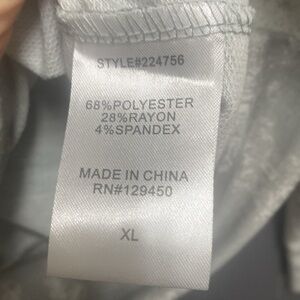 STYLE#224756
68%POLYESTER
28%RAYON
4%SPANDEX
MADE IN CHINA
RN#129450
XL